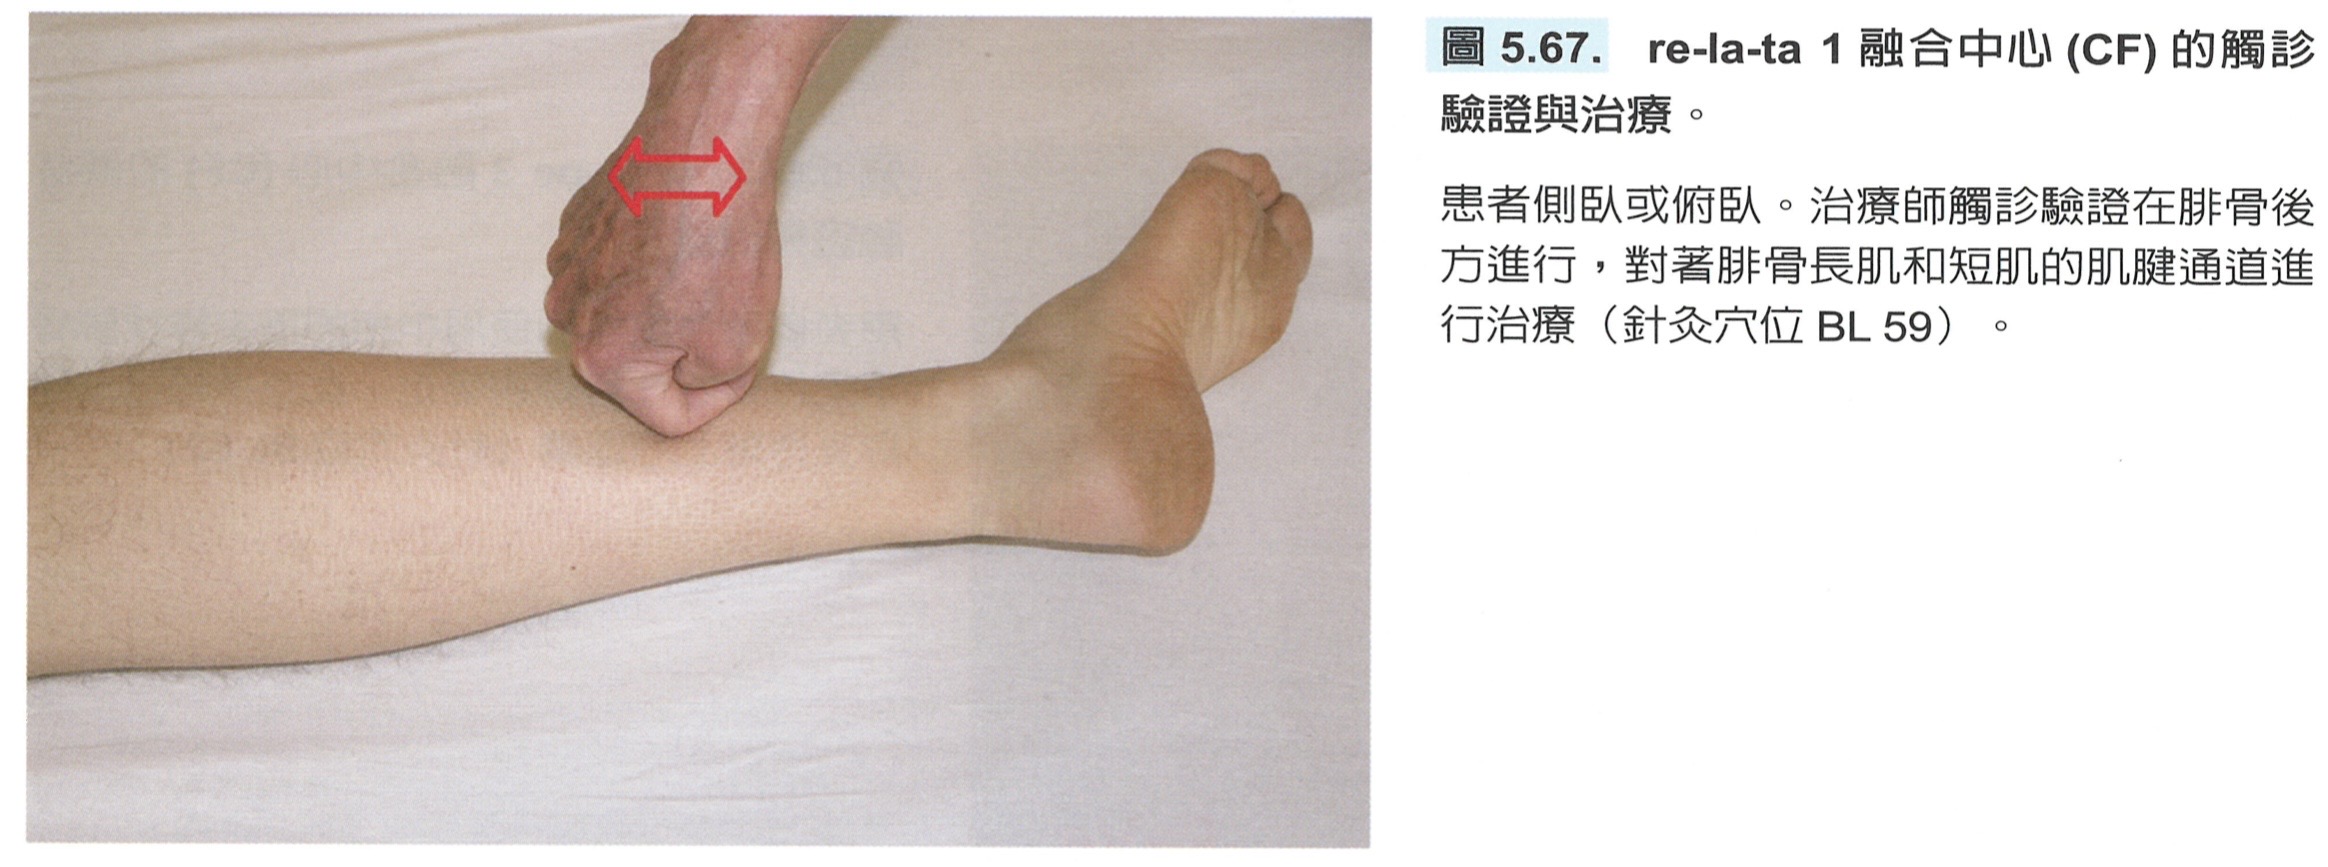 圖 5.67. re-la-ta 1 融合中心 (CF) 的觸診
驗證與治療。
患者側臥或俯臥。治療師觸診驗證在腓骨後
方進行，對著腓骨長肌和短肌的肌腱通道進
行治療（針灸穴位 BL 59）。